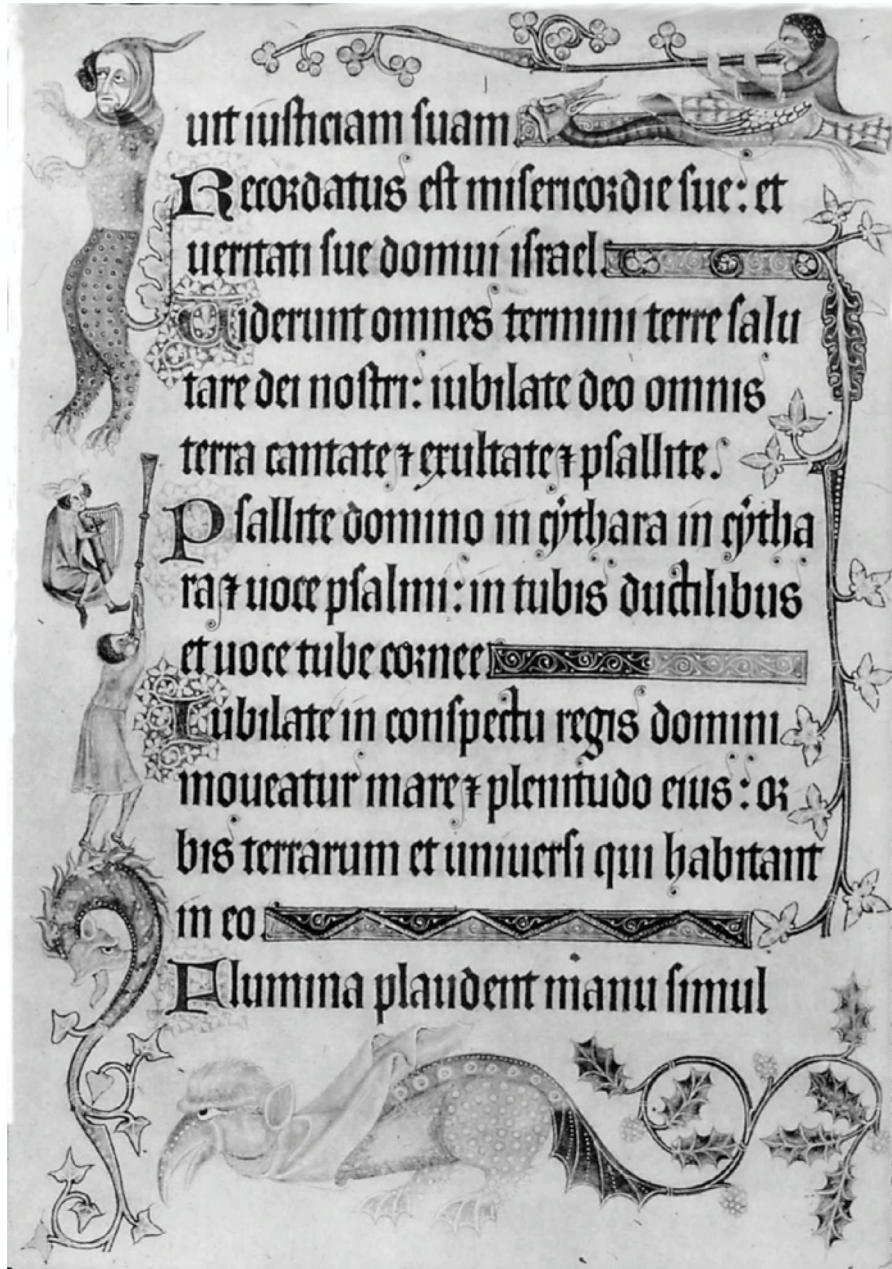 uit iusticiam suam
Recordatus est misericordie sue: et
ueritati sue domui israel.
Uiderunt omnes termini terre salu
tare dei nostri: iubilate deo omnis
terra cantate ⁊ exultate ⁊ psallite.
Psallite domino in cythara in cytha
ra ⁊ uoce psalmi: in tubis ductilibus
et uoce tube cornee
Iubilate in conspectu regis domini
moueatur mare ⁊ plenitudo eius: or
bis terrarum et uniuersi qui habitant
in eo.
Flumina plaudent manu simul